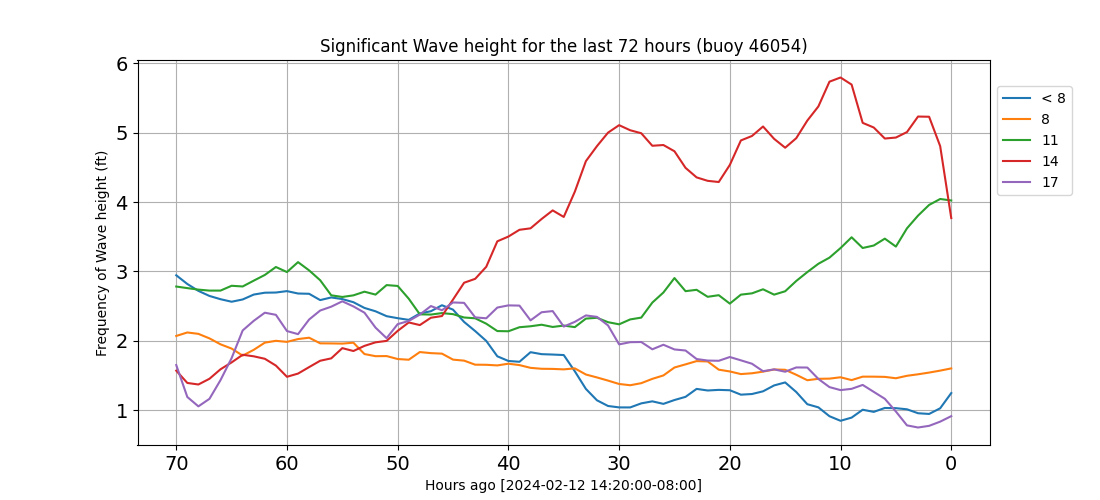 Significant Wave height for the last 72 hours (buoy 46054)
Frequency of Wave height (ft)
6
5
4
3
2
1
70 60 50 40 30 20 10 0
Hours ago [2024-02-12 14:20:00-08:00]
< 8
8
11
14
17